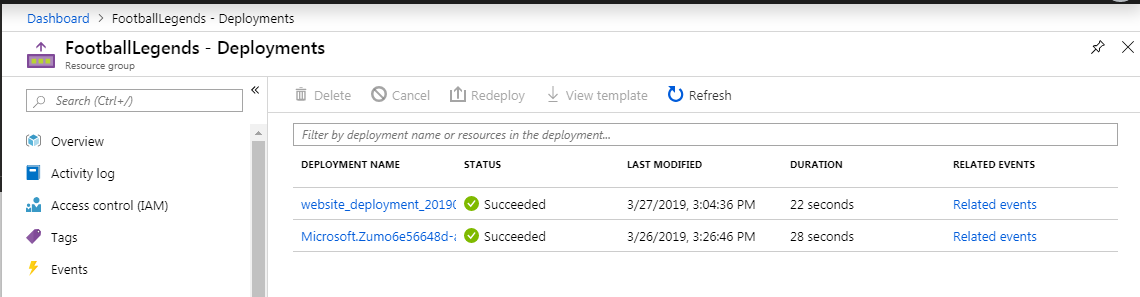 Dashboard > FootballLegends - Deployments
FootballLegends - Deployments
Resource group
Search (Ctrl+/)
«
Overview
Activity log
Access control (IAM)
Tags
Events
Delete Cancel Redeploy View template Refresh
Filter by deployment name or resources in the deployment...
DEPLOYMENT NAME STATUS LAST MODIFIED DURATION RELATED EVENTS
website_deployment_2019 Succeeded 3/27/2019, 3:04:36 PM 22 seconds Related events
Microsoft.Zumo6e56648d- Succeeded 3/26/2019, 3:26:46 PM 28 seconds Related events